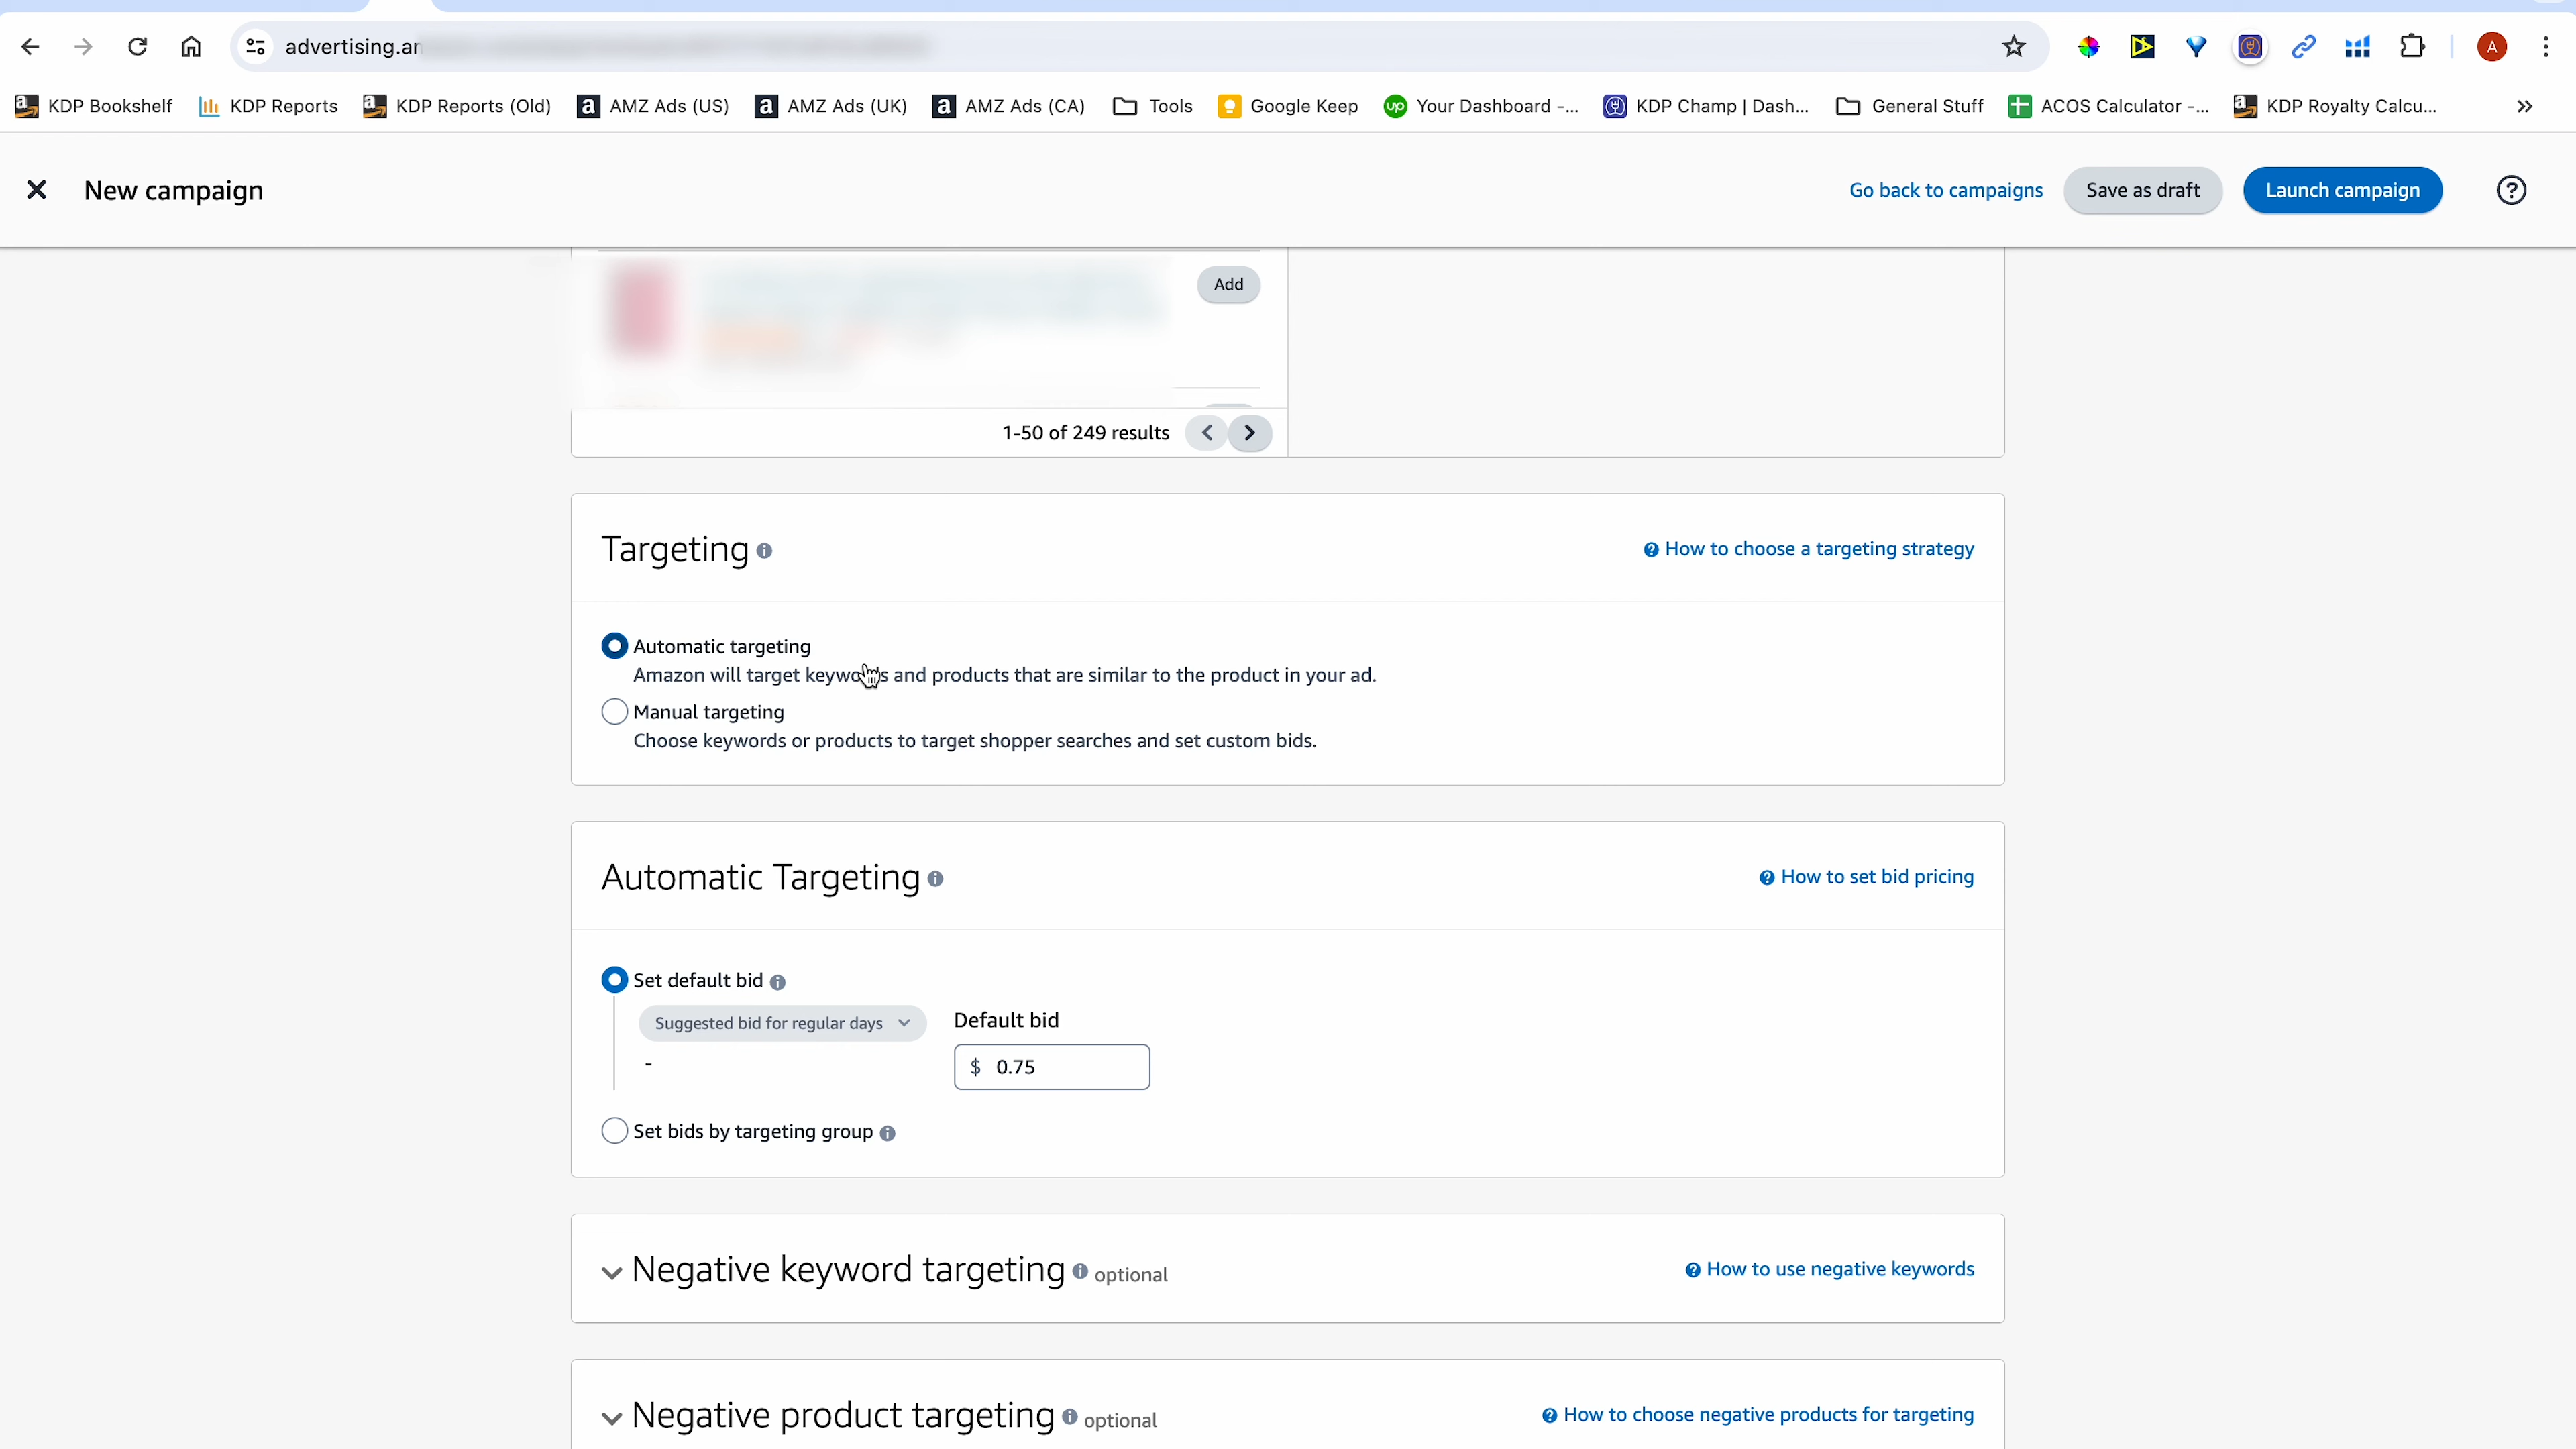 advertising.am
KDP Bookshelf KDP Reports KDP Reports (Old) AMZ Ads (US) AMZ Ads (UK) AMZ Ads (CA) Tools Google Keep Your Dashboard -... KDP Champ | Dash... General Stuff ACOS Calculator -... KDP Royalty Calcu...
New campaign Go back to campaigns Save as draft Launch campaign
Add
1-50 of 249 results
Targeting How to choose a targeting strategy
Automatic targeting
Amazon will target keywords and products that are similar to the product in your ad.
Manual targeting
Choose keywords or products to target shopper searches and set custom bids.
Automatic Targeting How to set bid pricing
Set default bid
Suggested bid for regular days Default bid
-
$ 0.75
Set bids by targeting group
Negative keyword targeting optional How to use negative keywords
Negative product targeting optional How to choose negative products for targeting